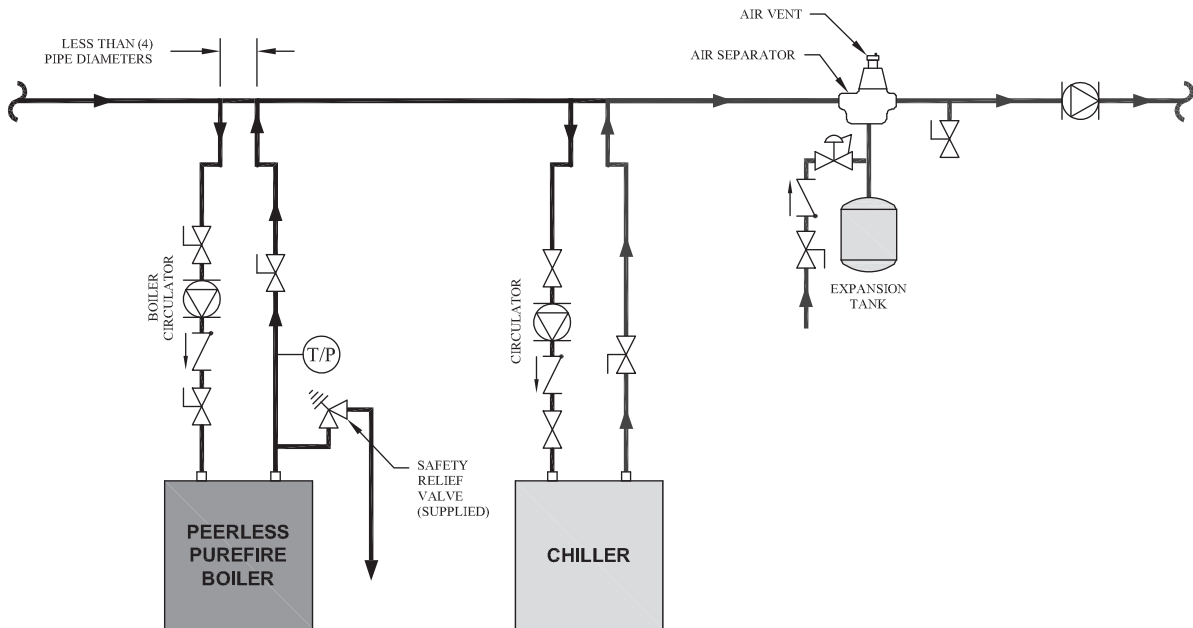 AIR VENT
LESS THAN (4)
PIPE DIAMETERS
AIR SEPARATOR
BOILER
CIRCULATOR
CIRCULATOR
EXPANSION
TANK
T/P
SAFETY
RELIEF
VALVE
(SUPPLIED)
PEERLESS
PUREFIRE
BOILER
CHILLER